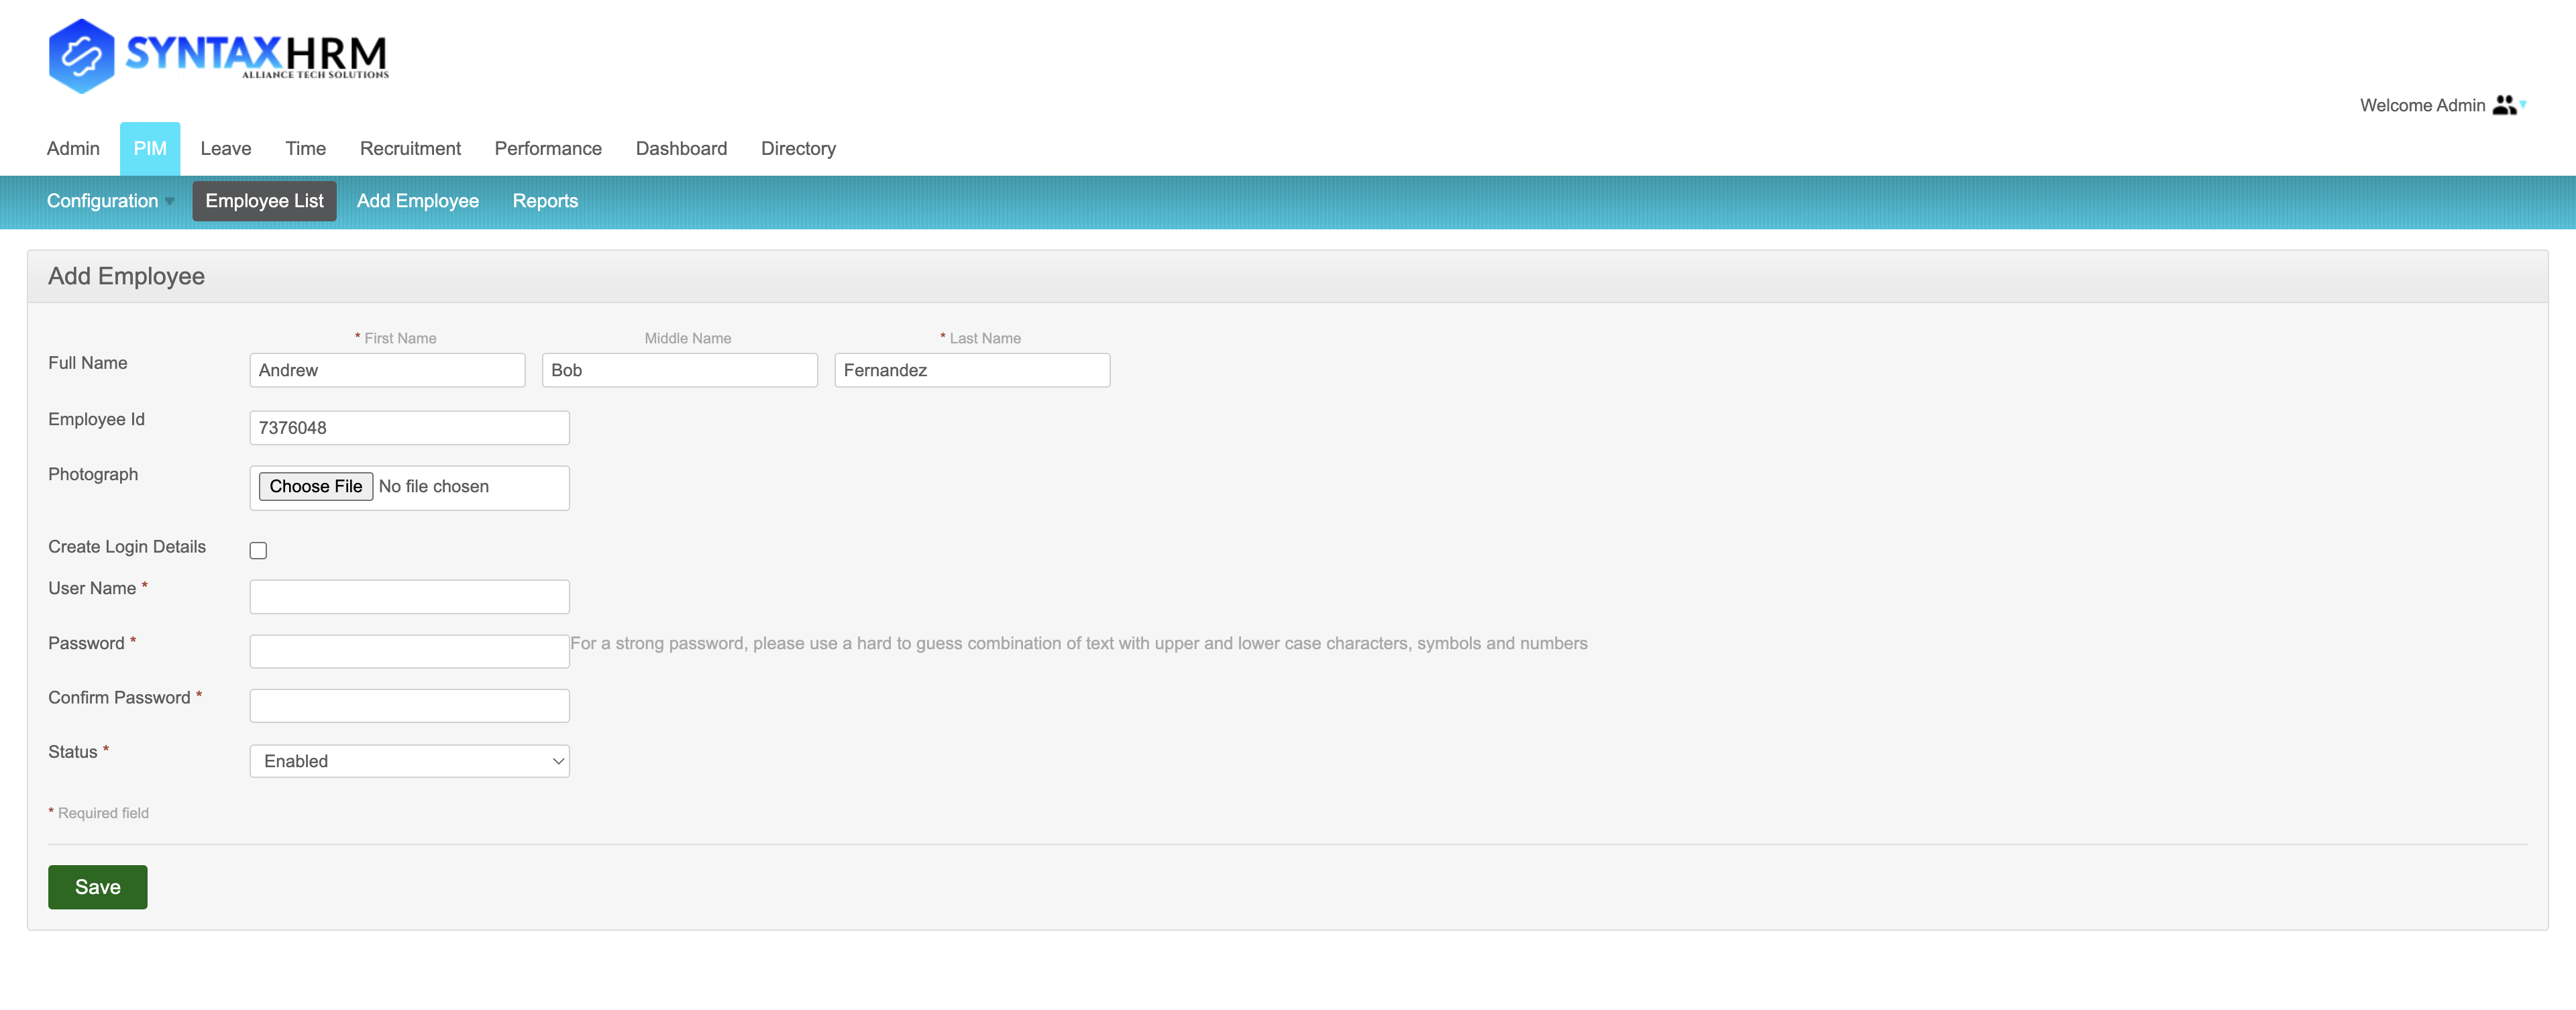 SYNTAXHRM
ALLIANCE TECH SOLUTIONS
Welcome Admin
Admin PIM Leave Time Recruitment Performance Dashboard Directory
Configuration Employee List Add Employee Reports
Add Employee
* First Name Middle Name * Last Name
Full Name Andrew Bob Fernandez
Employee Id 7376048
Photograph Choose File No file chosen
Create Login Details
User Name *
Password * For a strong password, please use a hard to guess combination of text with upper and lower case characters, symbols and numbers
Confirm Password *
Status * Enabled
* Required field
Save